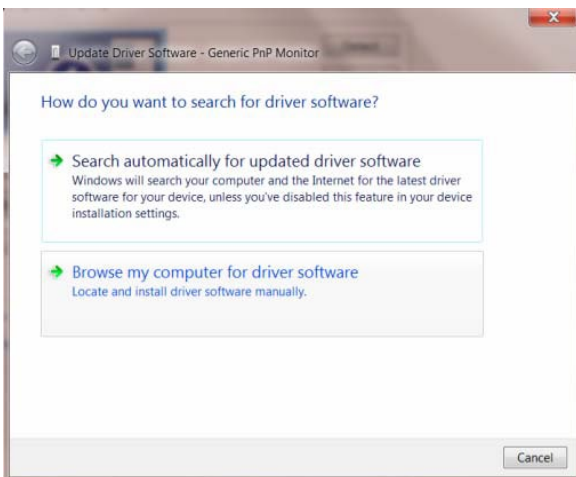 Update Driver Software - Generic PnP Monitor
How do you want to search for driver software?
Search automatically for updated driver software
Windows will search your computer and the Internet for the latest driver
software for your device, unless you've disabled this feature in your device
installation settings.
Browse my computer for driver software
Locate and install driver software manually.
Cancel